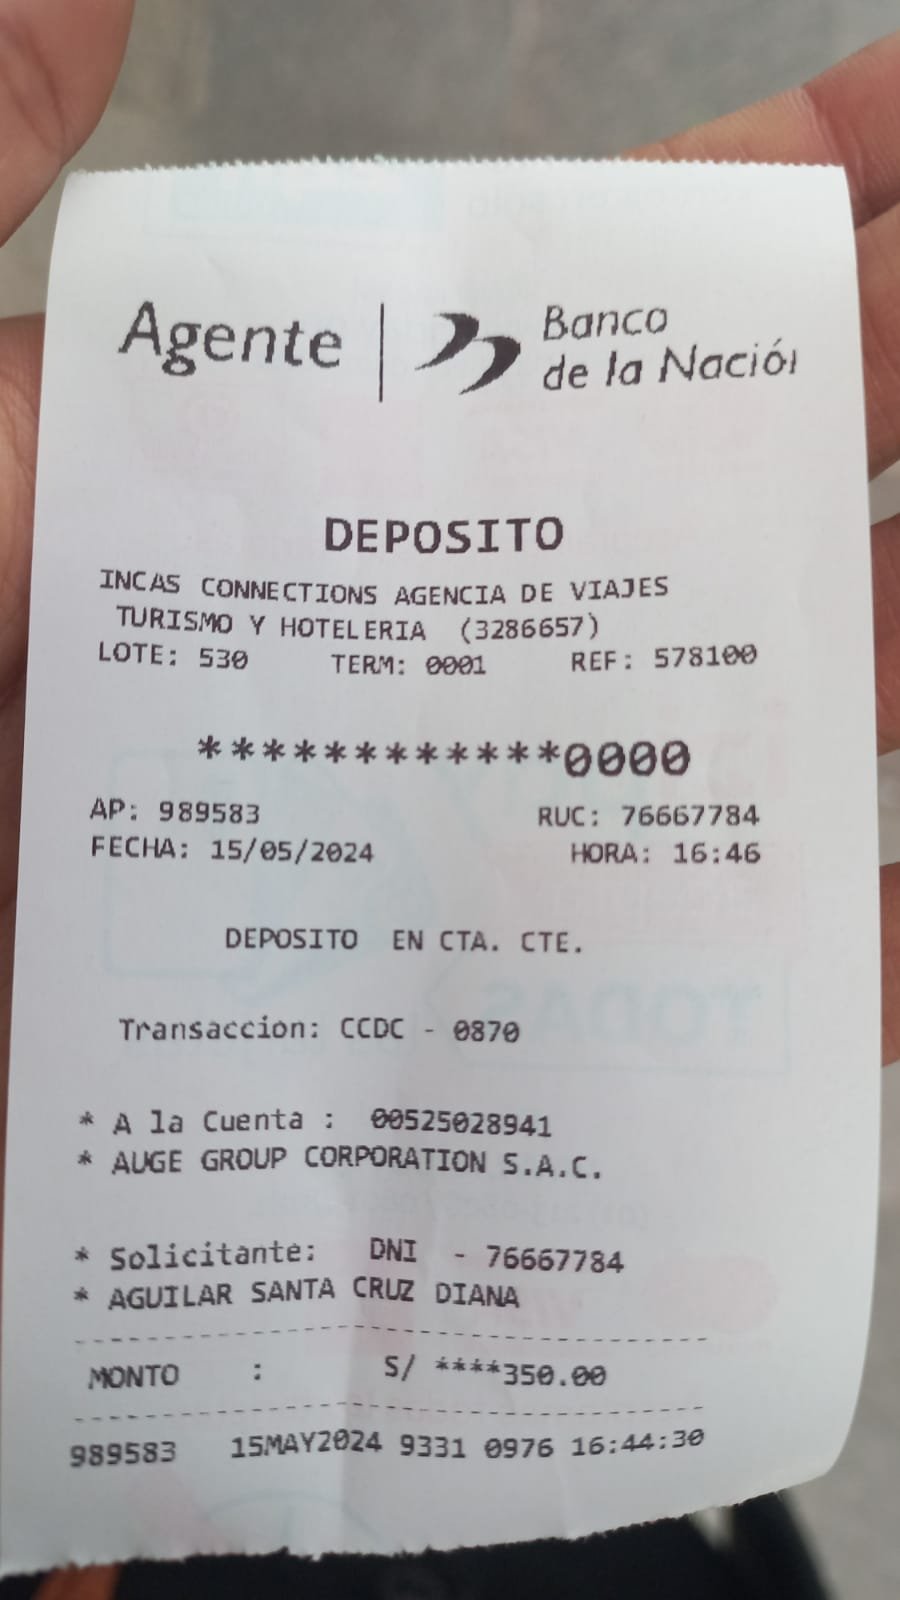 Agente | Banco
de la Nación
DEPOSITO
INCAS CONNECTIONS AGENCIA DE VIAJES
TURISMO Y HOTELERIA (3286657)
LOTE: 530 TERM: 0001 REF: 578100
************0000
AP: 989583 RUC: 76667784
FECHA: 15/05/2024 HORA: 16:46
DEPOSITO EN CTA. CTE.
Transaccion: CCDC - 0870
* A la Cuenta : 00525028941
* AUGE GROUP CORPORATION S.A.C.
* Solicitante: DNI - 76667784
* AGUILAR SANTA CRUZ DIANA
MONTO : S/ ****350.00
989583 15MAY2024 9331 0976 16:44:30